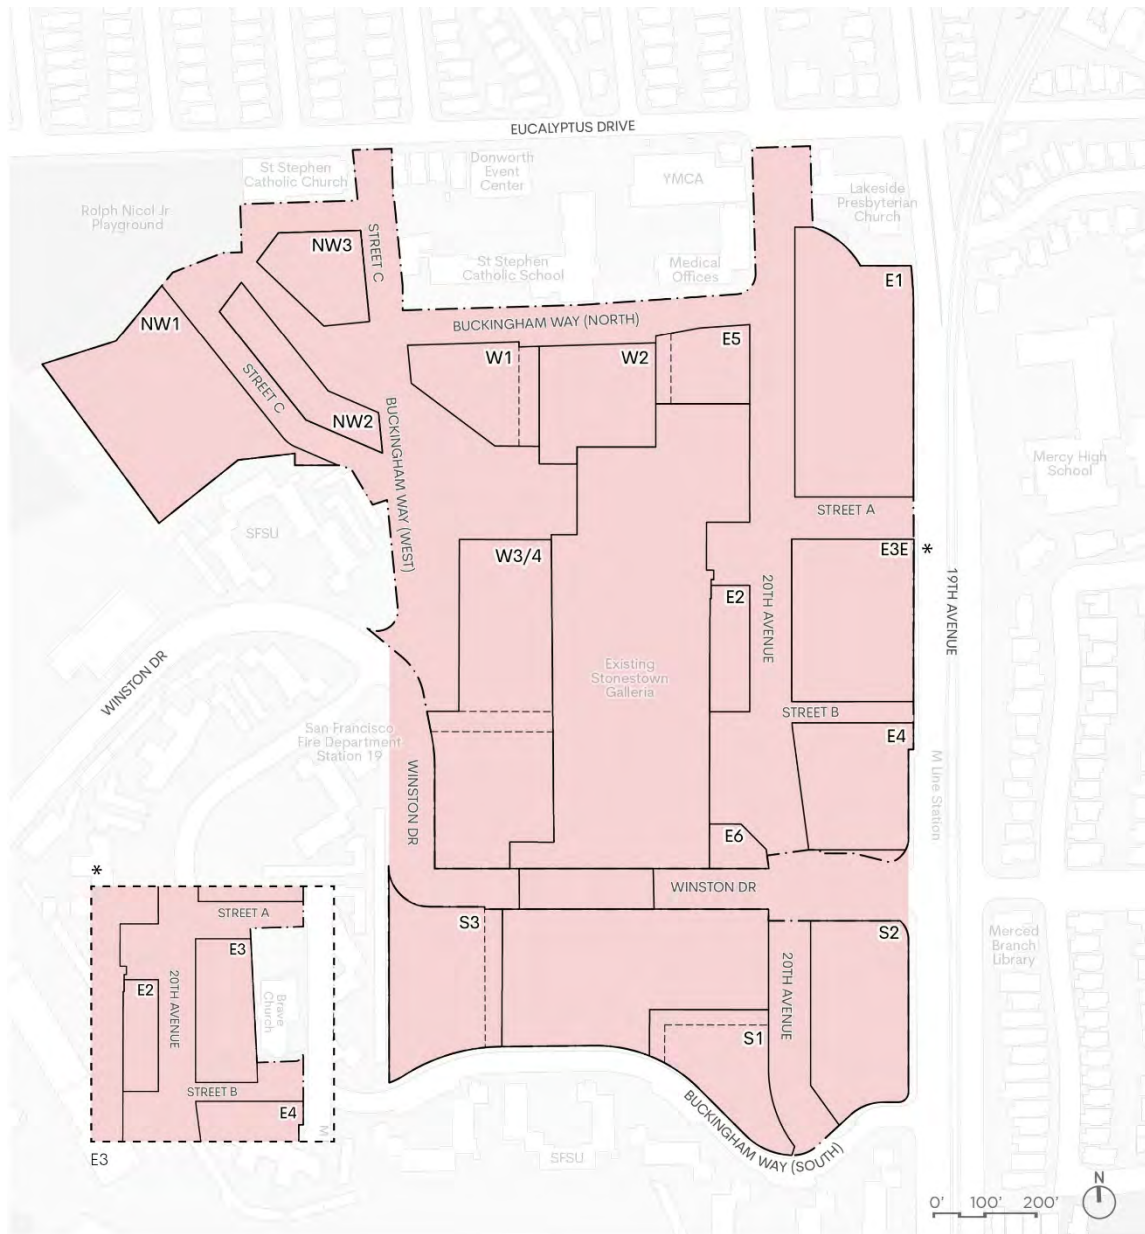 EUCALYPTUS DRIVE
St Stephen
Catholic Church
Donworth
Event
Center
YMCA
Lakeside
Presbyterian
Church
Rolph Nicol Jr
Playground
NW3
STREET C
St Stephen
Catholic School
Medical
Offices
E1
NW1
BUCKINGHAM WAY (NORTH)
E5
W1
W2
STREET C
NW2
BUCKINGHAM WAY (WEST)
Mercy High
School
STREET A
SFSU
W3/4
E3E
*
E2
20TH AVENUE
19TH AVENUE
WINSTON DR
Existing
Stonestown
Galleria
STREET B
San Francisco
Fire Department
Station 19
E4
M Line Station
WINSTON DR
E6
*
WINSTON DR
STREET A
S3
S2
Merced
Branch
Library
E3
20TH AVENUE
E2
20TH AVENUE
Brave
Church
S1
STREET B
E4
M
BUCKINGHAM WAY (SOUTH)
E3
SFSU
N
0' 100' 200'